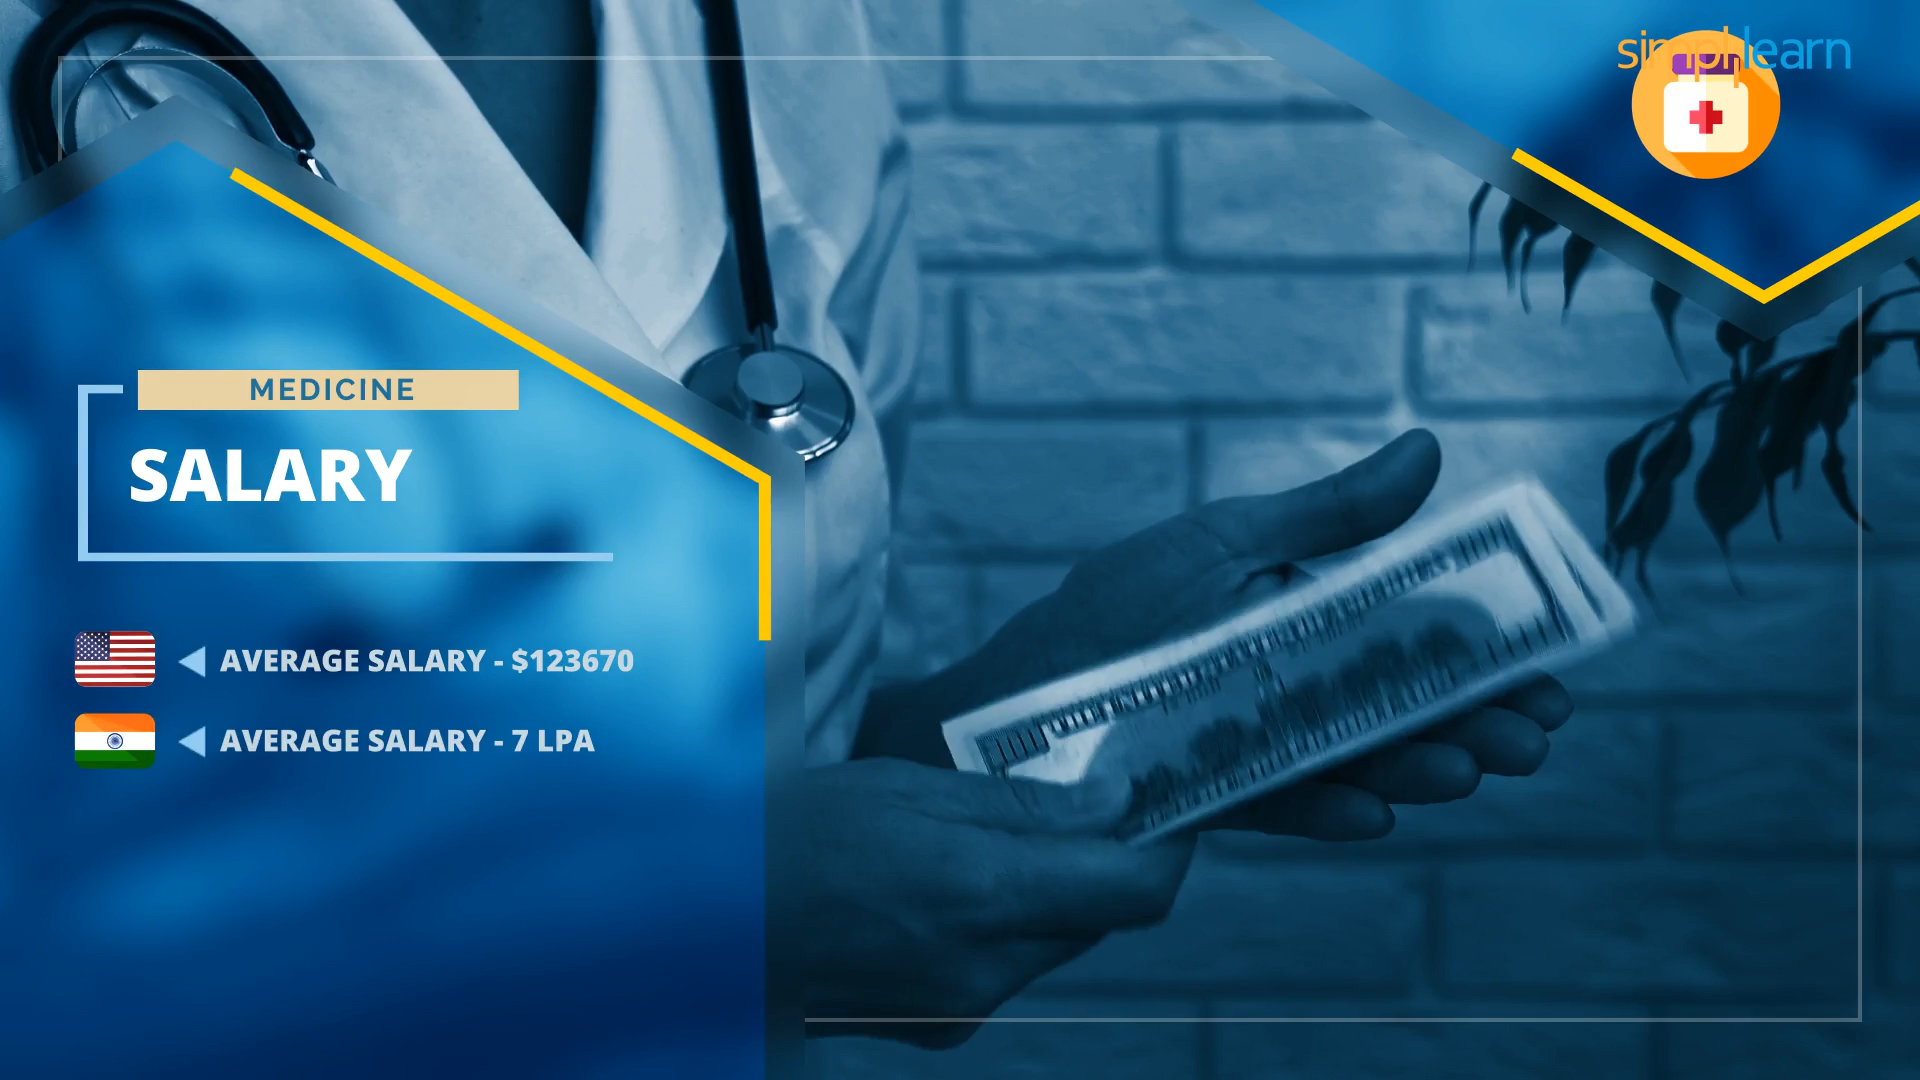 simplilearn
MEDICINE
SALARY
AVERAGE SALARY - $123670
AVERAGE SALARY - 7 LPA